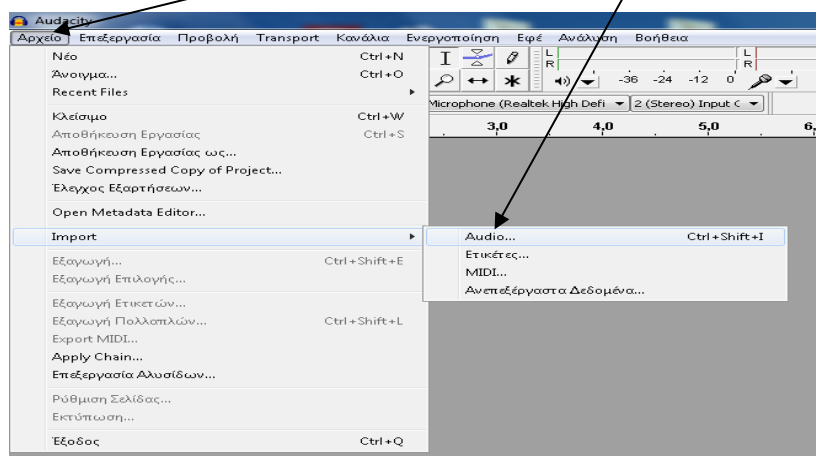 Audacity
Αρχείο Επεξεργασία Προβολή Transport Κανάλια Ενεργοποίηση Εφέ Ανάλυση Βοήθεια
Νέο Ctrl+N
Άνοιγμα... Ctrl+O
Recent Files
Κλείσιμο Ctrl+W
Αποθήκευση Εργασίας Ctrl+S
Αποθήκευση Εργασίας ως...
Save Compressed Copy of Project...
Έλεγχος Εξαρτήσεων...
Open Metadata Editor...
Import
Εξαγωγή... Ctrl+Shift+E
Εξαγωγή Επιλογής...
Εξαγωγή Ετικετών...
Εξαγωγή Πολλαπλών... Ctrl+Shift+L
Export MIDI...
Apply Chain...
Επεξεργασία Αλυσίδων...
Ρύθμιση Σελίδας...
Εκτύπωση...
Έξοδος Ctrl+Q
L L
R R
-36 -24 -12 0
Microphone (Realtek High Defi 2 (Stereo) Input C
3,0 4,0 5,0 6,
Audio... Ctrl+Shift+I
Ετικέτες...
MIDI...
Ανεπεξέργαστα Δεδομένα...